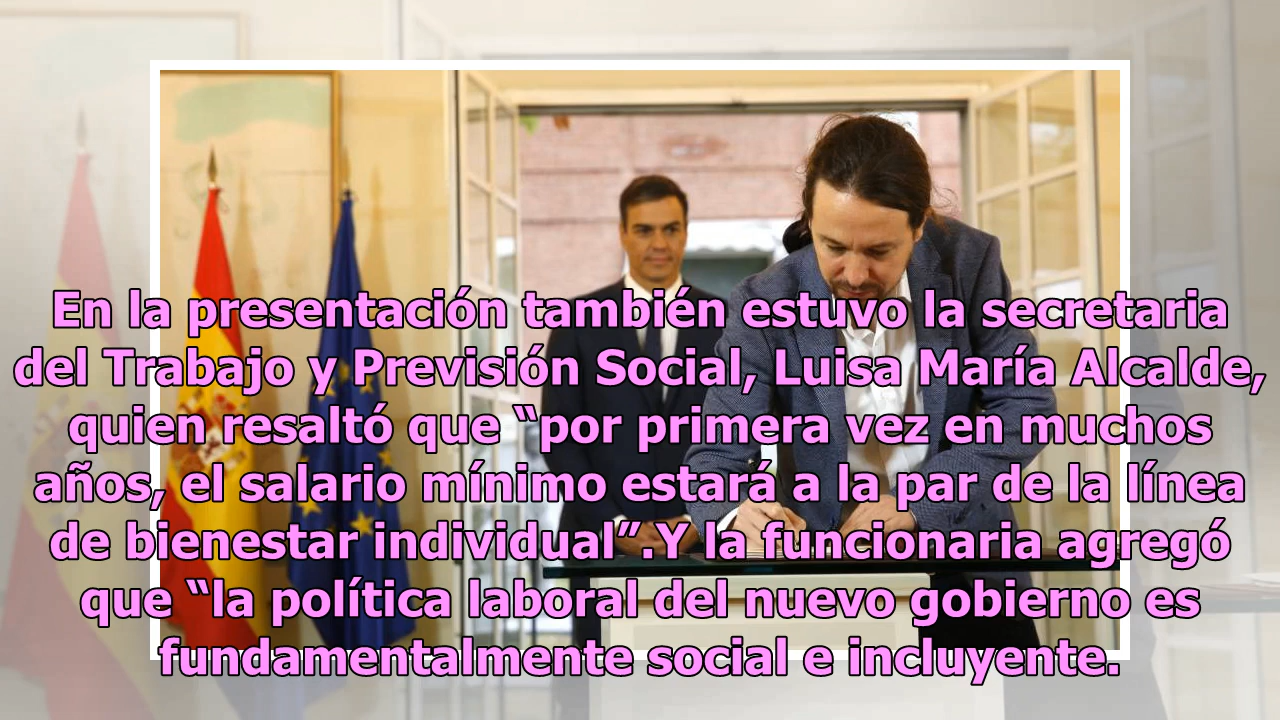 En la presentación también estuvo la secretaria
del Trabajo y Previsión Social, Luisa María Alcalde,
quien resaltó que “por primera vez en muchos
años, el salario mínimo estará a la par de la línea
de bienestar individual”.Y la funcionaria agregó
que “la política laboral del nuevo gobierno es
fundamentalmente social e incluyente.